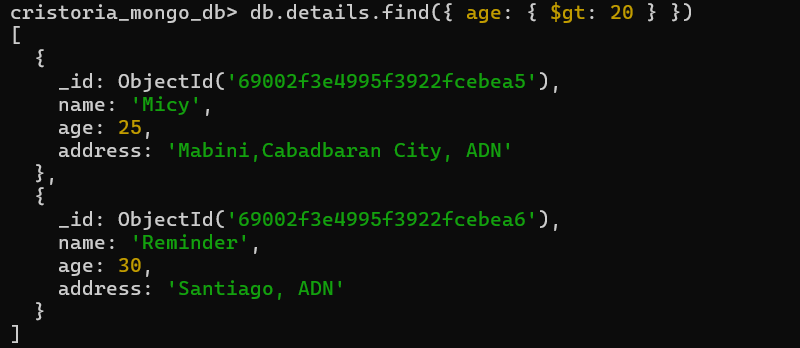 cristoria_mongo_db> db.details.find({ age: { $gt: 20 } })
[
  {
    _id: ObjectId('69002f3e4995f3922fcebea5'),
    name: 'Micy',
    age: 25,
    address: 'Mabini,Cabadbaran City, ADN'
  },
  {
    _id: ObjectId('69002f3e4995f3922fcebea6'),
    name: 'Reminder',
    age: 30,
    address: 'Santiago, ADN'
  }
]